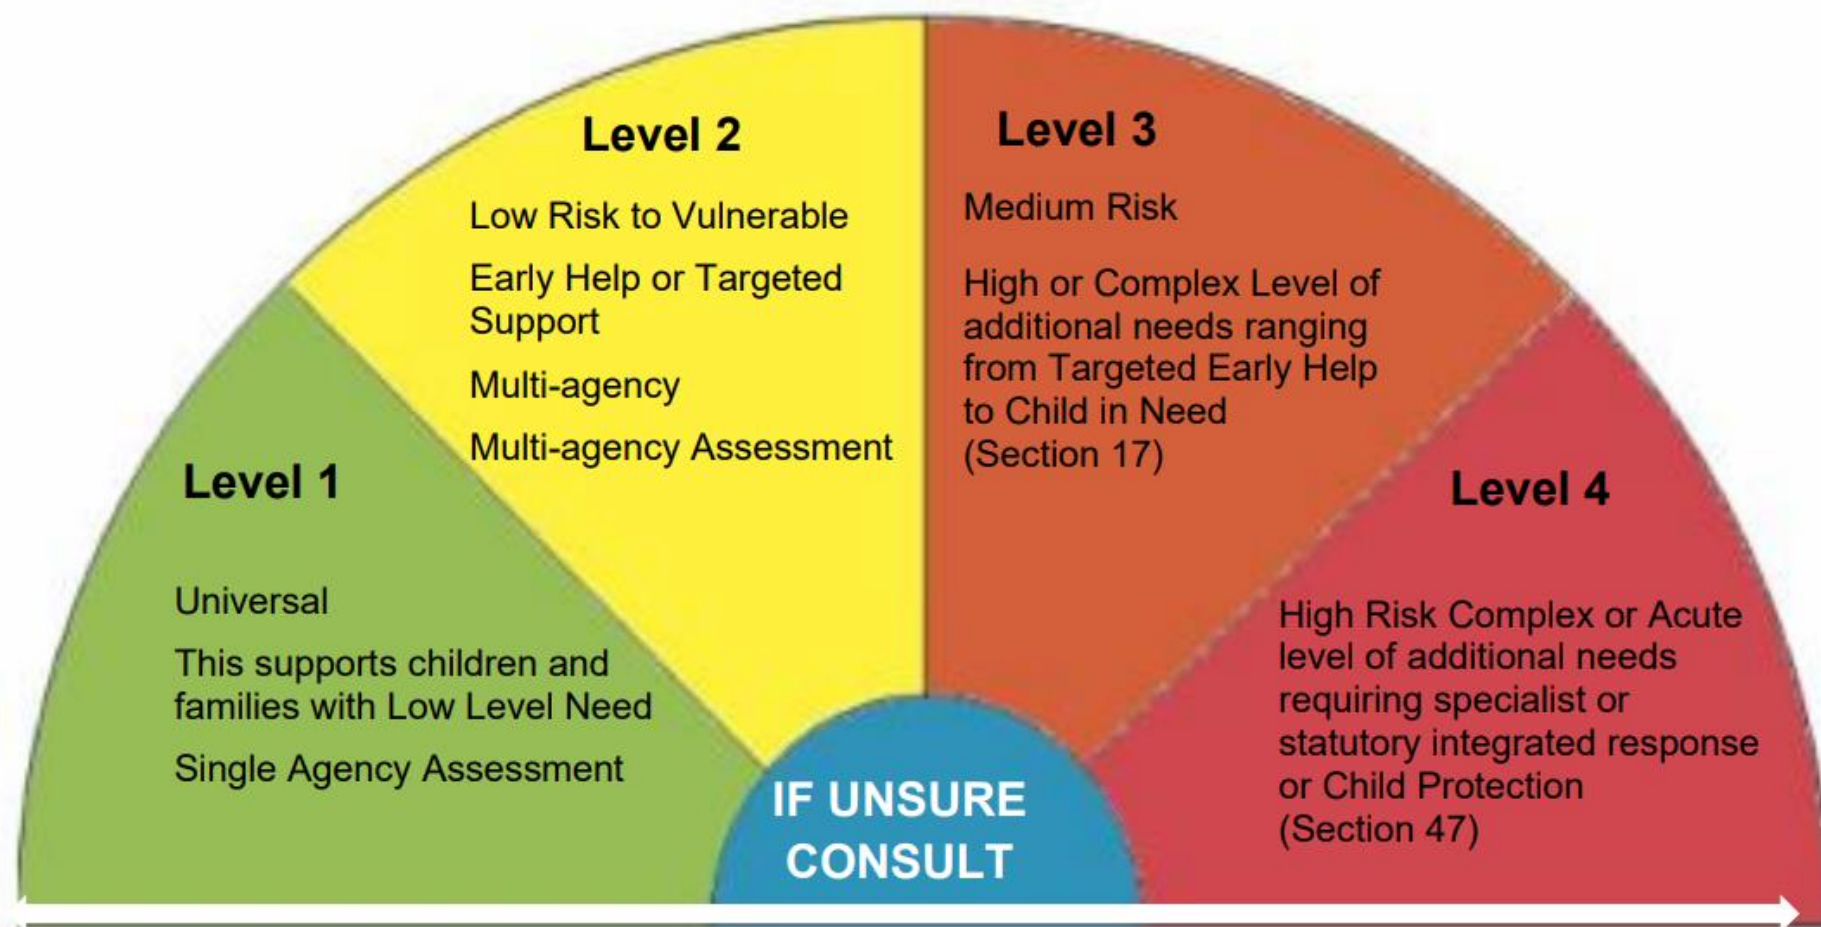 Level 1
Universal
This supports children and
families with Low Level Need
Single Agency Assessment
Level 2
Low Risk to Vulnerable
Early Help or Targeted
Support
Multi-agency
Multi-agency Assessment
Level 3
Medium Risk
High or Complex Level of
additional needs ranging
from Targeted Early Help
to Child in Need
(Section 17)
Level 4
High Risk Complex or Acute
level of additional needs
requiring specialist or
statutory integrated response
or Child Protection
(Section 47)
IF UNSURE
CONSULT